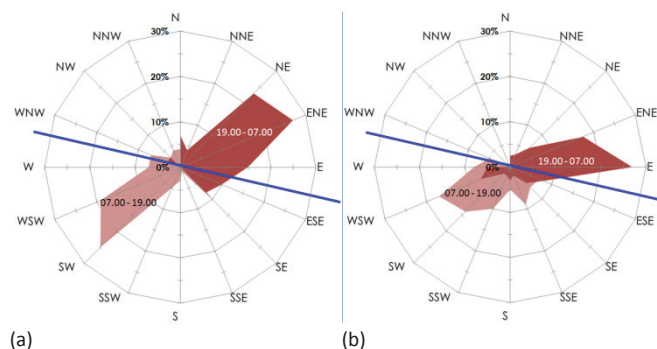 N
30%
NNW
NNE
NW
20%
NE
WNW
10%
ENE
19.00 - 07.00
W
0%
E
07.00 - 19.00
WSW
ESE
SW
SE
SSW
SSE
S
(a)
N
30%
NNW
NNE
NW
20%
NE
WNW
10%
ENE
19.00 - 07.00
W
0%
E
07.00 - 19.00
WSW
ESE
SW
SE
SSW
SSE
S
(b)